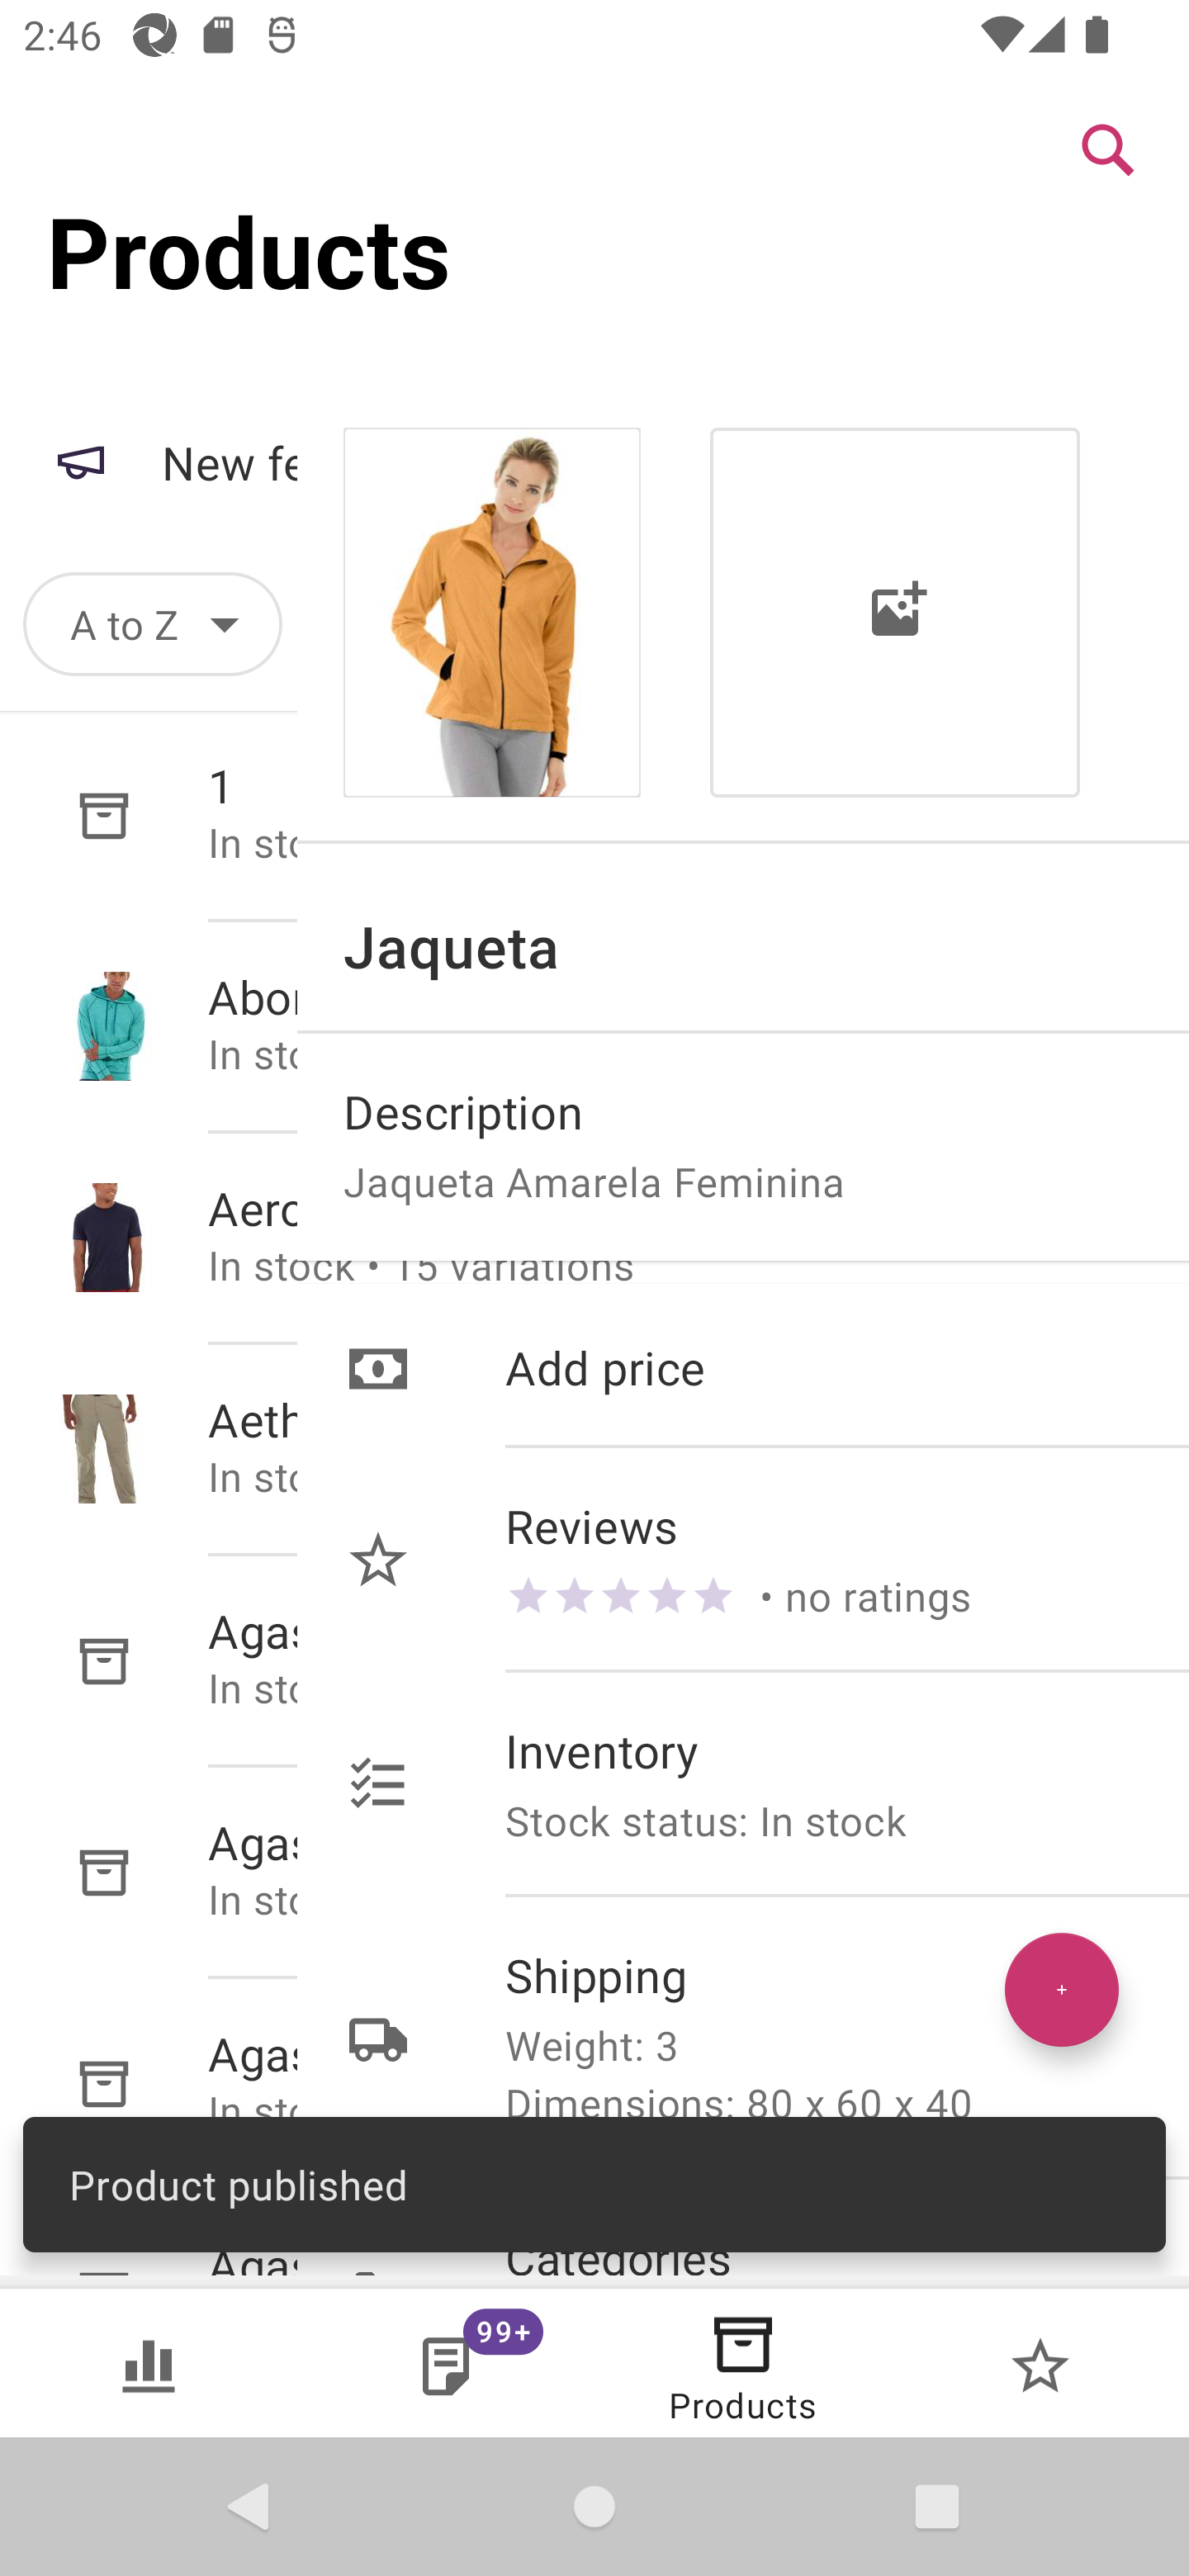 2:46
Products
New fe
A to Z
1
In sto
Jaqueta
Abor
In sto
Description
Jaqueta Amarela Feminina
Aero
In stock • 15 variations
Add price
Aeth
In sto
Reviews
• no ratings
Agas
In sto
Inventory
Stock status: In stock
Agas
In sto
Shipping
Weight: 3
Dimensions: 80 x 60 x 40
Agas
In sto
Product published
Agas
Categories
99+
Products